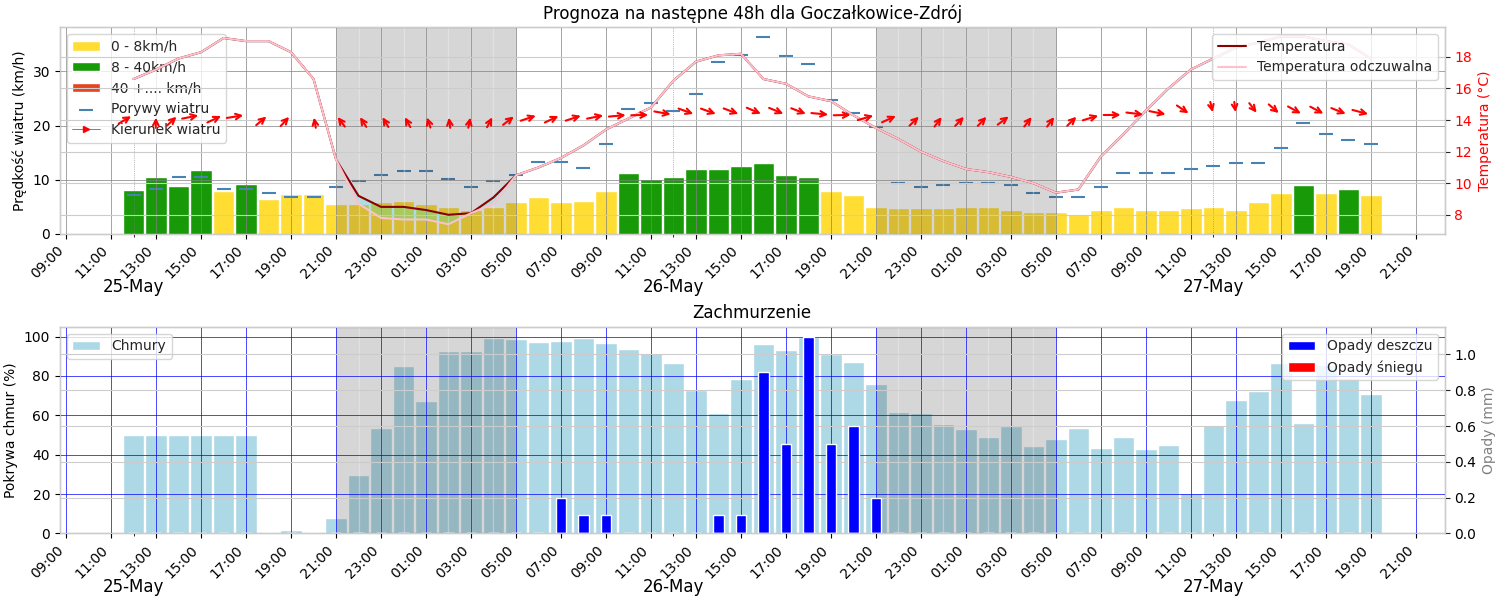 Prognoza na następne 48h dla Goczałkowice-Zdrój
Prędkość wiatru (km/h)
30
20
10
0
0 - 8km/h
8 - 40km/h
40 + .... km/h
Porywy wiatru
Kierunek wiatru
Temperatura
Temperatura odczuwalna
18
16
14
12
10
8
Temperatura (°C)
09:00 11:00 13:00 15:00 17:00 19:00 21:00 23:00 01:00 03:00 05:00 07:00 09:00 11:00 13:00 15:00 17:00 19:00 21:00 23:00 01:00 03:00 05:00 07:00 09:00 11:00 13:00 15:00 17:00 19:00 21:00
25-May 26-May 27-May
Zachmurzenie
Pokrywa chmur (%)
100
80
60
40
20
0
Chmury
Opady deszczu
Opady śniegu
1.0
0.8
0.6
0.4
0.2
0.0
Opady (mm)
09:00 11:00 13:00 15:00 17:00 19:00 21:00 23:00 01:00 03:00 05:00 07:00 09:00 11:00 13:00 15:00 17:00 19:00 21:00 23:00 01:00 03:00 05:00 07:00 09:00 11:00 13:00 15:00 17:00 19:00 21:00
25-May 26-May 27-May